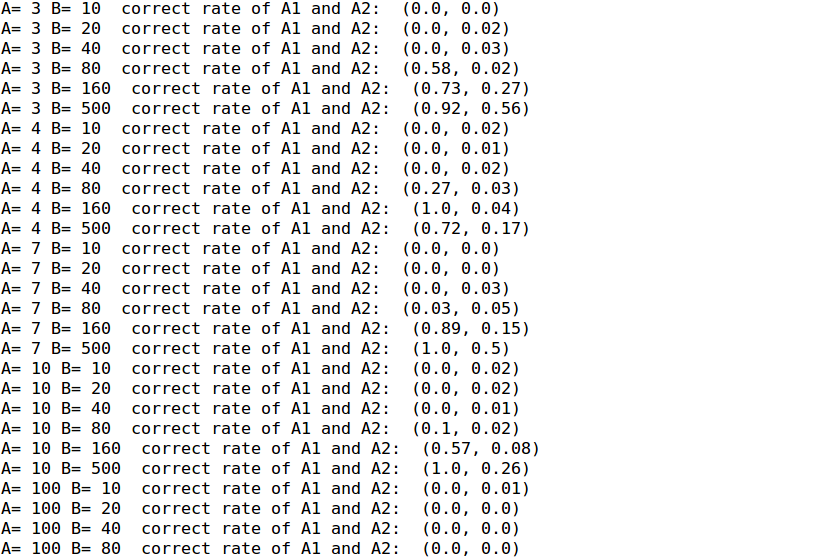 A= 3 B= 10  correct rate of A1 and A2:  (0.0, 0.0)
A= 3 B= 20  correct rate of A1 and A2:  (0.0, 0.02)
A= 3 B= 40  correct rate of A1 and A2:  (0.0, 0.03)
A= 3 B= 80  correct rate of A1 and A2:  (0.58, 0.02)
A= 3 B= 160  correct rate of A1 and A2:  (0.73, 0.27)
A= 3 B= 500  correct rate of A1 and A2:  (0.92, 0.56)
A= 4 B= 10  correct rate of A1 and A2:  (0.0, 0.02)
A= 4 B= 20  correct rate of A1 and A2:  (0.0, 0.01)
A= 4 B= 40  correct rate of A1 and A2:  (0.0, 0.02)
A= 4 B= 80  correct rate of A1 and A2:  (0.27, 0.03)
A= 4 B= 160  correct rate of A1 and A2:  (1.0, 0.04)
A= 4 B= 500  correct rate of A1 and A2:  (0.72, 0.17)
A= 7 B= 10  correct rate of A1 and A2:  (0.0, 0.0)
A= 7 B= 20  correct rate of A1 and A2:  (0.0, 0.0)
A= 7 B= 40  correct rate of A1 and A2:  (0.0, 0.03)
A= 7 B= 80  correct rate of A1 and A2:  (0.03, 0.05)
A= 7 B= 160  correct rate of A1 and A2:  (0.89, 0.15)
A= 7 B= 500  correct rate of A1 and A2:  (1.0, 0.5)
A= 10 B= 10  correct rate of A1 and A2:  (0.0, 0.02)
A= 10 B= 20  correct rate of A1 and A2:  (0.0, 0.02)
A= 10 B= 40  correct rate of A1 and A2:  (0.0, 0.01)
A= 10 B= 80  correct rate of A1 and A2:  (0.1, 0.02)
A= 10 B= 160  correct rate of A1 and A2:  (0.57, 0.08)
A= 10 B= 500  correct rate of A1 and A2:  (1.0, 0.26)
A= 100 B= 10  correct rate of A1 and A2:  (0.0, 0.01)
A= 100 B= 20  correct rate of A1 and A2:  (0.0, 0.0)
A= 100 B= 40  correct rate of A1 and A2:  (0.0, 0.0)
A= 100 B= 80  correct rate of A1 and A2:  (0.0, 0.0)